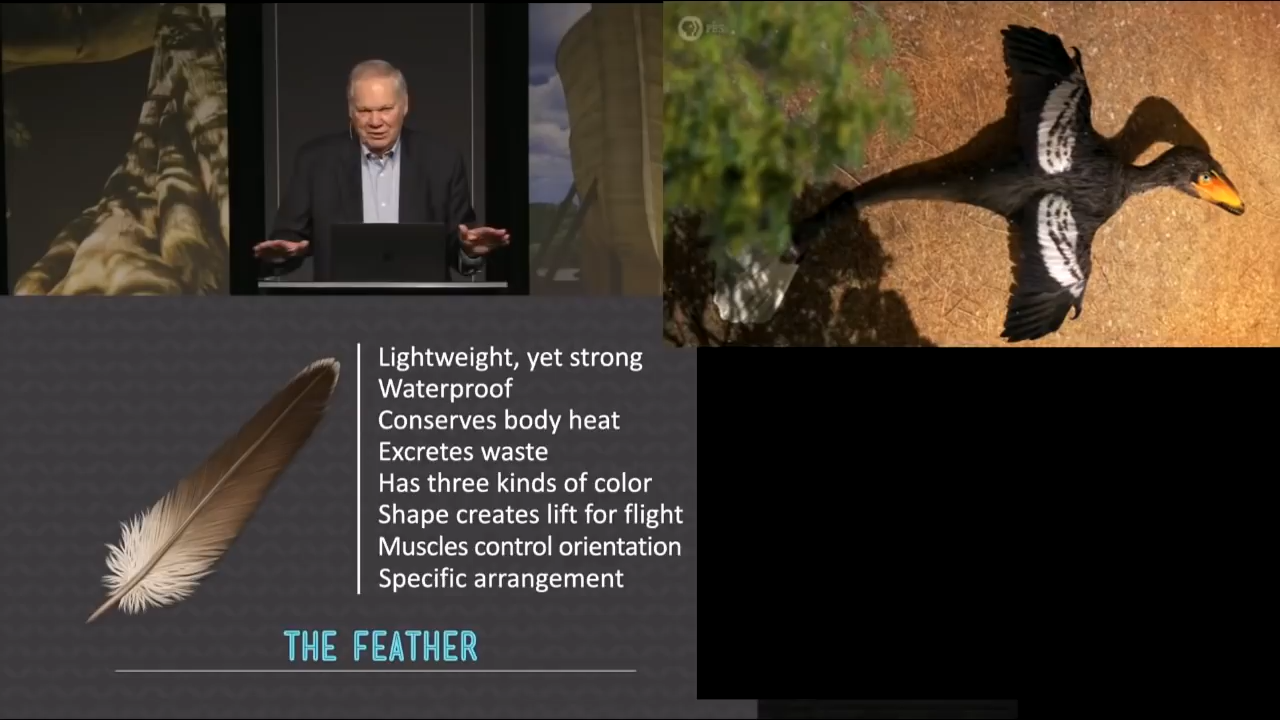 PBS
Lightweight, yet strong
Waterproof
Conserves body heat
Excretes waste
Has three kinds of color
Shape creates lift for flight
Muscles control orientation
Specific arrangement
THE FEATHER